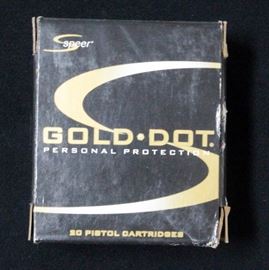 Speer
GOLD•DOT.
PERSONAL PROTECTION
20 PISTOL CARTRIDGES